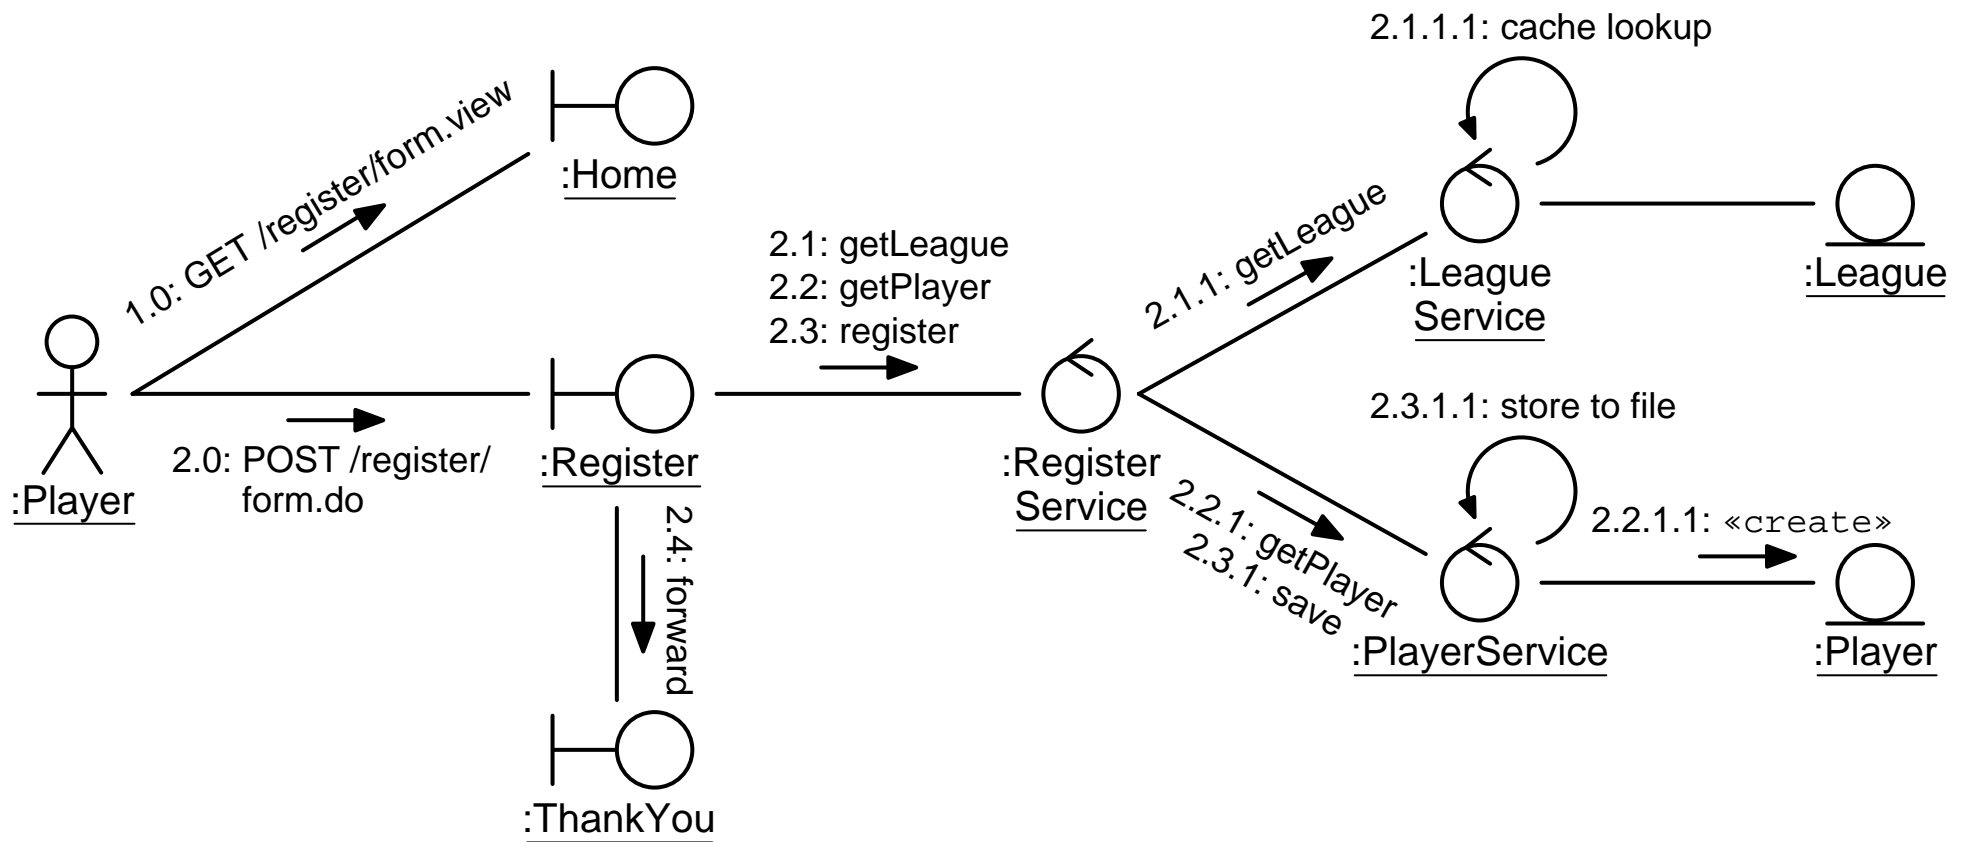 2.1.1.1: cache lookup
1.0: GET /register/form.view
:Home
2.1: getLeague
2.2: getPlayer
2.3: register
2.1.1: getLeague
:League
Service
:League
2.0: POST /register/
form.do
:Player
:Register
:Register
Service
2.3.1.1: store to file
2.2.1: getPlayer
2.3.1: save
2.2.1.1: «create»
:PlayerService
:Player
2.4: forward
:ThankYou